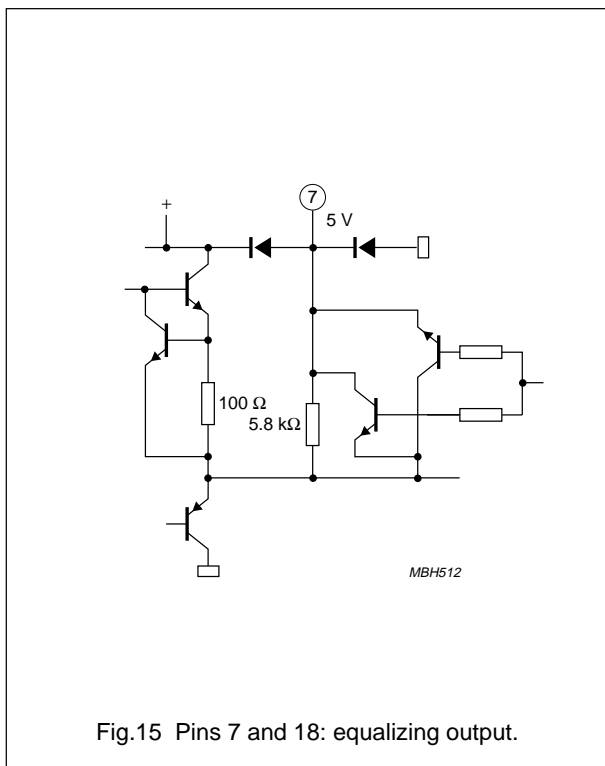 7
+
5 V
100 Ω
5.8 kΩ
MBH512
Fig.15 Pins 7 and 18: equalizing output.